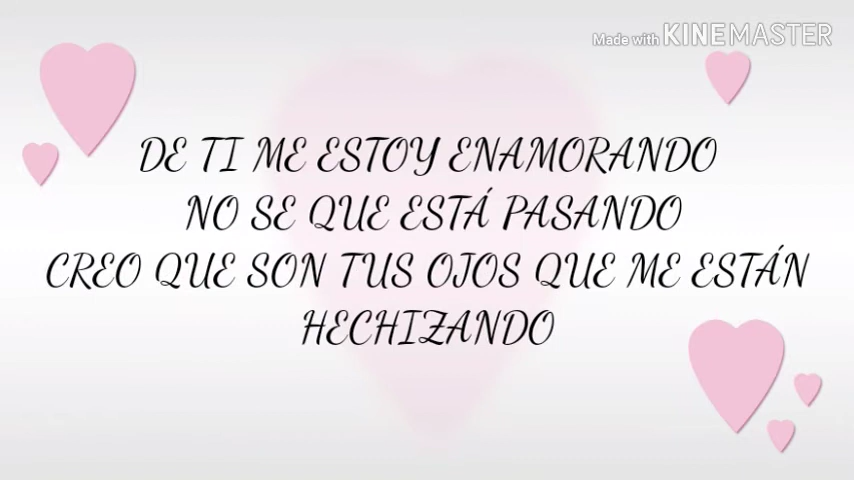 Made with KINEMASTER
DE TI ME ESTOY ENAMORANDO
NO SE QUE ESTÁ PASANDO
CREO QUE SON TUS OJOS QUE ME ESTÁN
HECHIZANDO